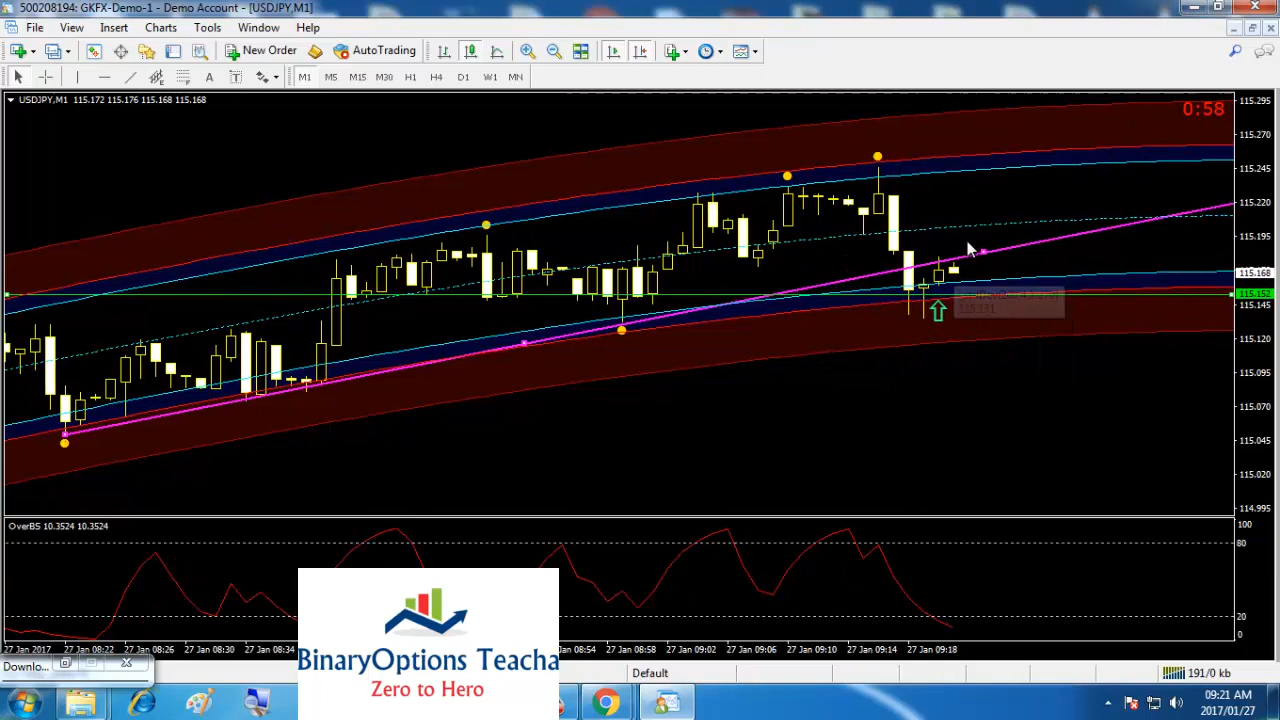 500208194: GKFX-Demo-1 - Demo Account - [USDJPY,M1]
File View Insert Charts Tools Window Help
New Order AutoTrading
A T M1 M5 M15 M30 H1 H4 D1 W1 MN
USDJPY,M1 115.172 115.176 115.168 115.168
0:58
115.295
115.270
115.245
115.220
115.195
115.168
115.152
115.145
115.131
115.120
115.095
115.070
115.045
115.020
114.995
OverBS 10.3524 10.3524
100
80
20
0
27 Jan 2017 27 Jan 08:22 27 Jan 08:26 27 Jan 08:30 27 Jan 08:34 27 Jan 08:54 27 Jan 08:58 27 Jan 09:02 27 Jan 09:06 27 Jan 09:10 27 Jan 09:14 27 Jan 09:18
BinaryOptions Teacha
Zero to Hero
Downlo...
Default
191/0 kb
09:21 AM
2017/01/27